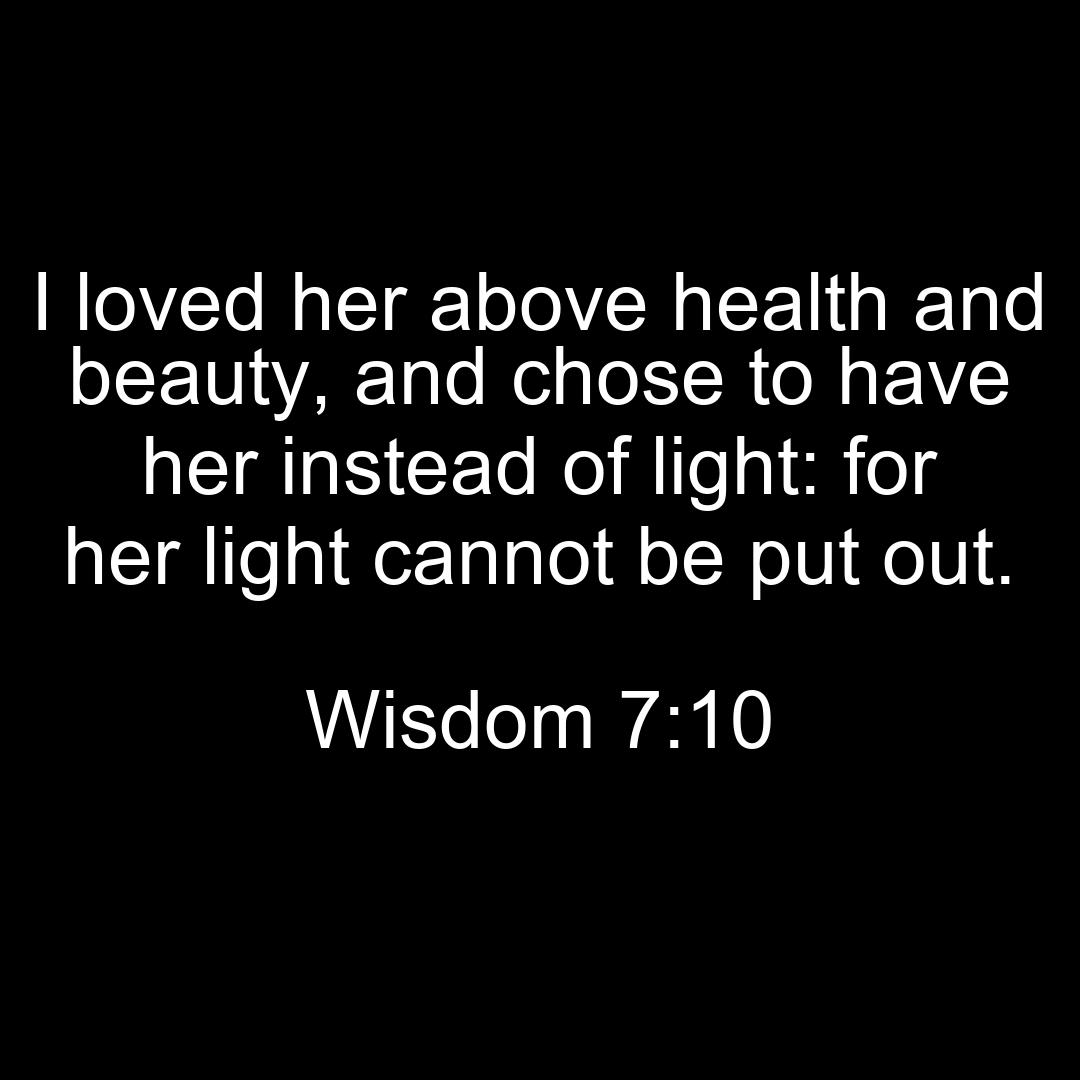 I loved her above health and
beauty, and chose to have
her instead of light: for
her light cannot be put out.
Wisdom 7:10